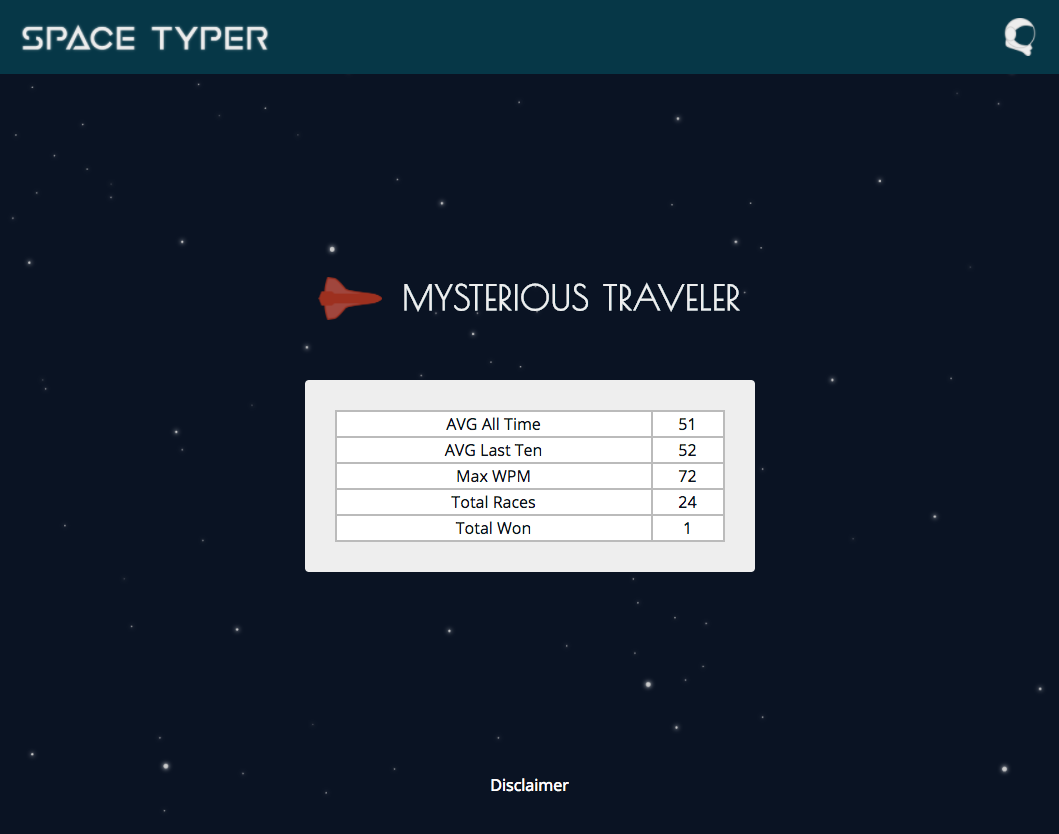 SPACE TYPER
MYSTERIOUS TRAVELER
AVG All Time 51
AVG Last Ten 52
Max WPM 72
Total Races 24
Total Won 1
Disclaimer